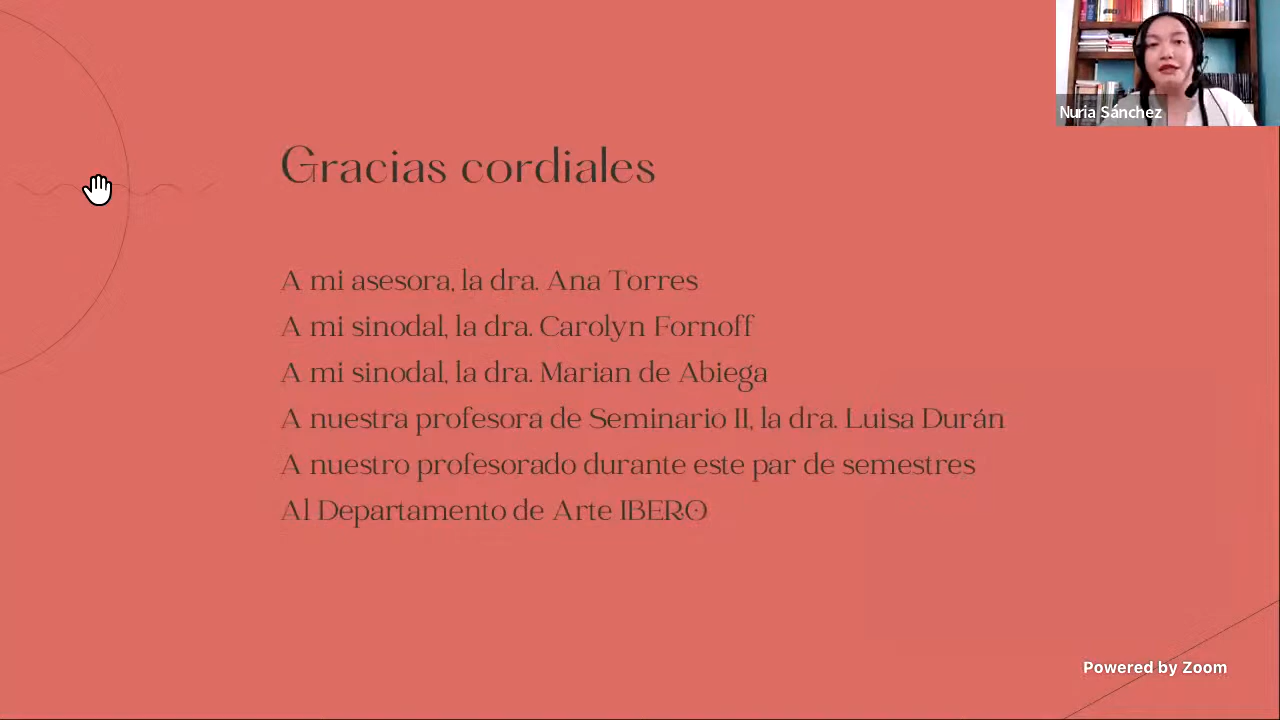 Nuria Sánchez
Gracias cordiales
A mi asesora, la dra. Ana Torres
A mi sinodal, la dra. Carolyn Fornoff
A mi sinodal, la dra. Marian de Abiega
A nuestra profesora de Seminario II, la dra. Luisa Durán
A nuestro profesorado durante este par de semestres
Al Departamento de Arte IBERO
Powered by Zoom